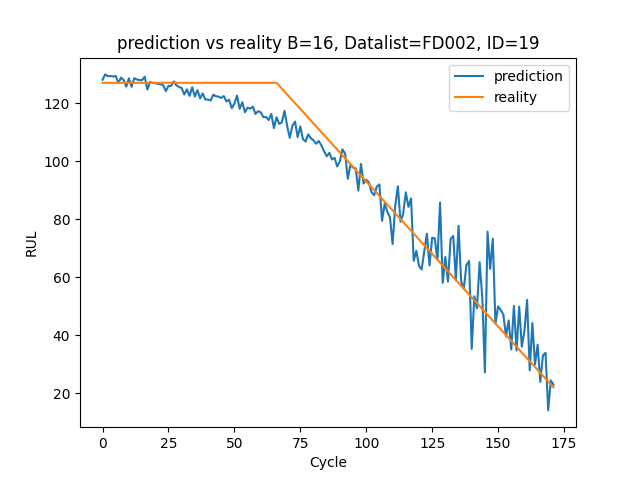 prediction vs reality B=16, Datalist=FD002, ID=19
prediction
reality
RUL
120
100
80
60
40
20
0 25 50 75 100 125 150 175
Cycle